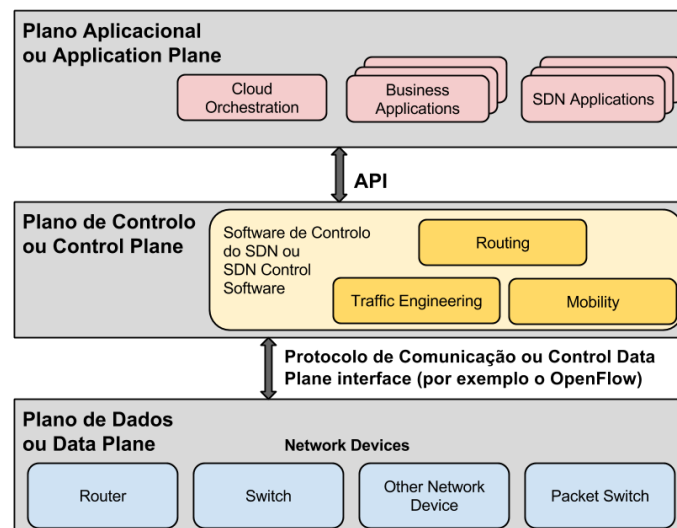 Plano Aplicacional
ou Application Plane
Cloud
Orchestration
Business
Applications
SDN Applications
API
Plano de Controlo
ou Control Plane
Software de Controlo
do SDN ou
SDN Control
Software
Routing
Traffic Engineering
Mobility
Protocolo de Comunicação ou Control Data
Plane interface (por exemplo o OpenFlow)
Plano de Dados
ou Data Plane
Network Devices
Router
Switch
Other Network
Device
Packet Switch